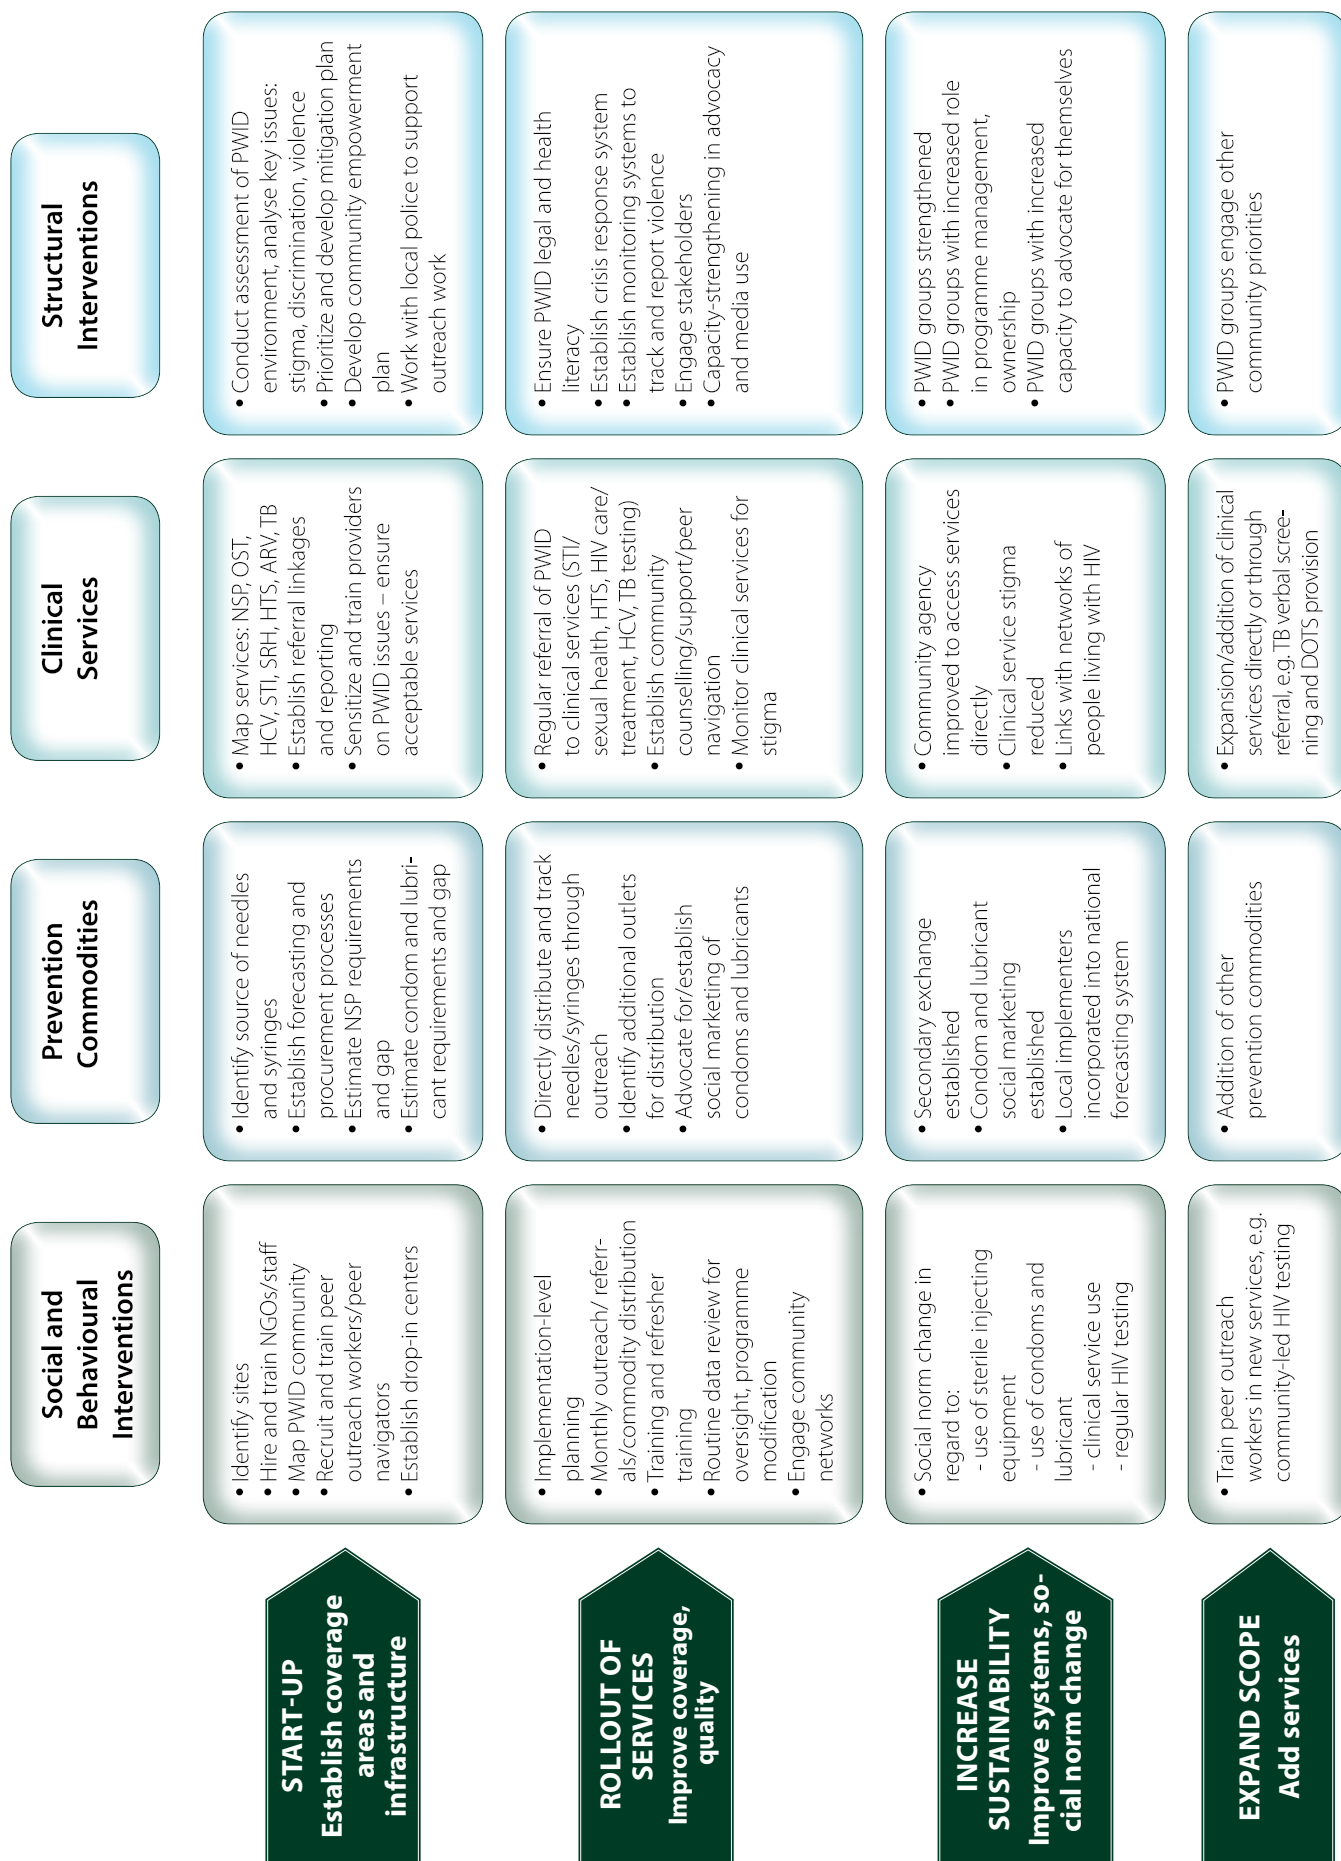 Social and
Behavioural
Interventions
Prevention
Commodities
Clinical
Services
Structural
Interventions
START-UP
Establish coverage
areas and
infrastructure
• Identify sites
• Hire and train NGOs/staff
• Map PWID community
• Recruit and train peer
outreach workers/peer
navigators
• Establish drop-in centers
• Identify source of needles
and syringes
• Establish forecasting and
procurement processes
• Estimate NSP requirements
and gap
• Estimate condom and lubri-
cant requirements and gap
• Map services: NSP, OST,
HCV, STI, SRH, HTS, ARV, TB
• Establish referral linkages
and reporting
• Sensitize and train providers
on PWID issues – ensure
acceptable services
• Conduct assessment of PWID
environment, analyse key issues:
stigma, discrimination, violence
• Prioritize and develop mitigation plan
• Develop community empowerment
plan
• Work with local police to support
outreach work
ROLLOUT OF
SERVICES
Improve coverage,
quality
• Implementation-level
planning
• Monthly outreach/ referr-
als/commodity distribution
• Training and refresher
training
• Routine data review for
oversight, programme
modification
• Engage community
networks
• Directly distribute and track
needles/syringes through
outreach
• Identify additional outlets
for distribution
• Advocate for/establish
social marketing of
condoms and lubricants
• Regular referral of PWID
to clinical services (STI/
sexual health, HTS, HIV care/
treatment, HCV, TB testing)
• Establish community
counselling/support/peer
navigation
• Monitor clinical services for
stigma
• Ensure PWID legal and health
literacy
• Establish crisis response system
• Establish monitoring systems to
track and report violence
• Engage stakeholders
• Capacity-strengthening in advocacy
and media use
INCREASE
SUSTAINABILITY
Improve systems, so-
cial norm change
• Social norm change in
regard to:
- use of sterile injecting
equipment
- use of condoms and
lubricant
- clinical service use
- regular HIV testing
• Secondary exchange
established
• Condom and lubricant
social marketing
established
• Local implementers
incorporated into national
forecasting system
• Community agency
improved to access services
directly
• Clinical service stigma
reduced
• Links with networks of
people living with HIV
• PWID groups strengthened
• PWID groups with increased role
in programme management,
ownership
• PWID groups with increased
capacity to advocate for themselves
EXPAND SCOPE
Add services
• Train peer outreach
workers in new services, e.g.
community-led HIV testing
• Addition of other
prevention commodities
• Expansion/addition of clinical
services directly or through
referral, e.g. TB verbal scree-
ning and DOTS provision
• PWID groups engage other
community priorities